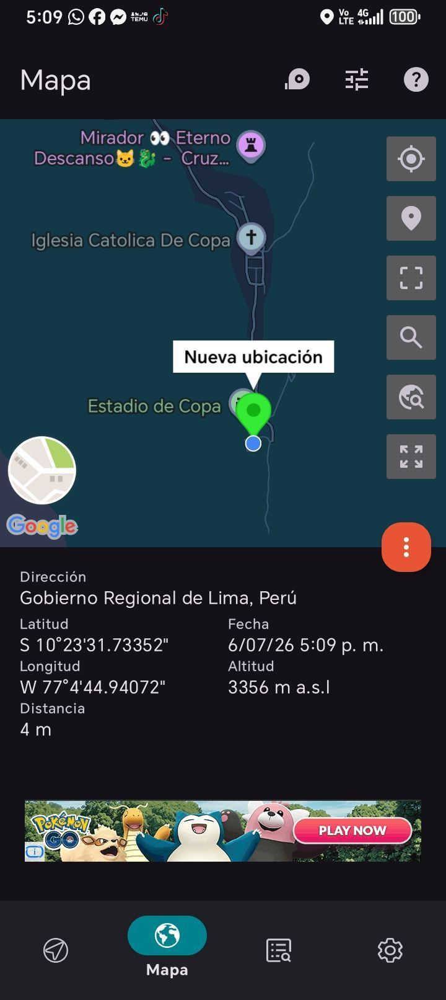 5:09
TEMU
Vo LTE 4G 100
Mapa
Mirador 👀 Eterno
Descanso🐱🐉 - Cruz...
Iglesia Catolica De Copa
Nueva ubicación
Estadio de Copa
Google
Dirección
Gobierno Regional de Lima, Perú
Latitud
S 10°23'31.73352"
Fecha
6/07/26 5:09 p. m.
Longitud
W 77°4'44.94072"
Altitud
3356 m a.s.l
Distancia
4 m
POKÉMON
GO
PLAY NOW
Mapa